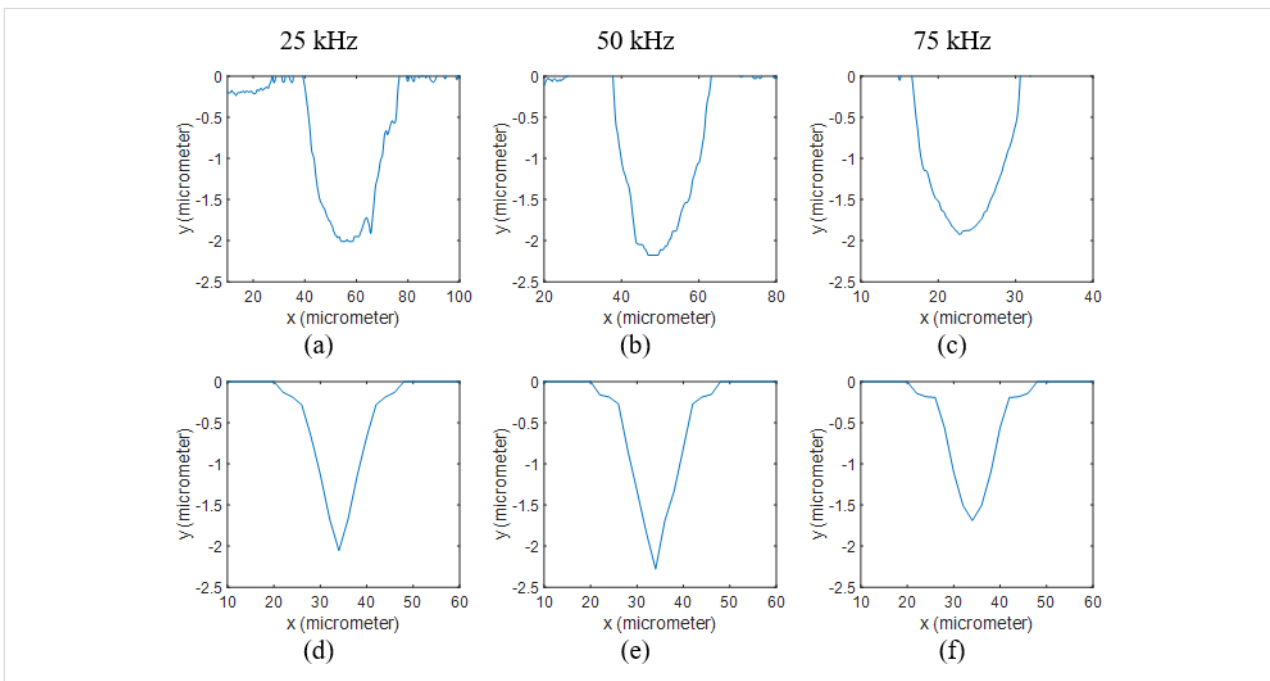 25 kHz 50 kHz 75 kHz
0 0 0
-0.5 -0.5 -0.5
-1 -1 -1
-1.5 -1.5 -1.5
-2 -2 -2
-2.5 -2.5 -2.5
y (micrometer) y (micrometer) y (micrometer)
20 40 60 80 100 20 40 60 80 10 20 30 40
x (micrometer) x (micrometer) x (micrometer)
(a) (b) (c)
0 0 0
-0.5 -0.5 -0.5
-1 -1 -1
-1.5 -1.5 -1.5
-2 -2 -2
-2.5 -2.5 -2.5
y (micrometer) y (micrometer) y (micrometer)
10 20 30 40 50 60 10 20 30 40 50 60 10 20 30 40 50 60
x (micrometer) x (micrometer) x (micrometer)
(d) (e) (f)